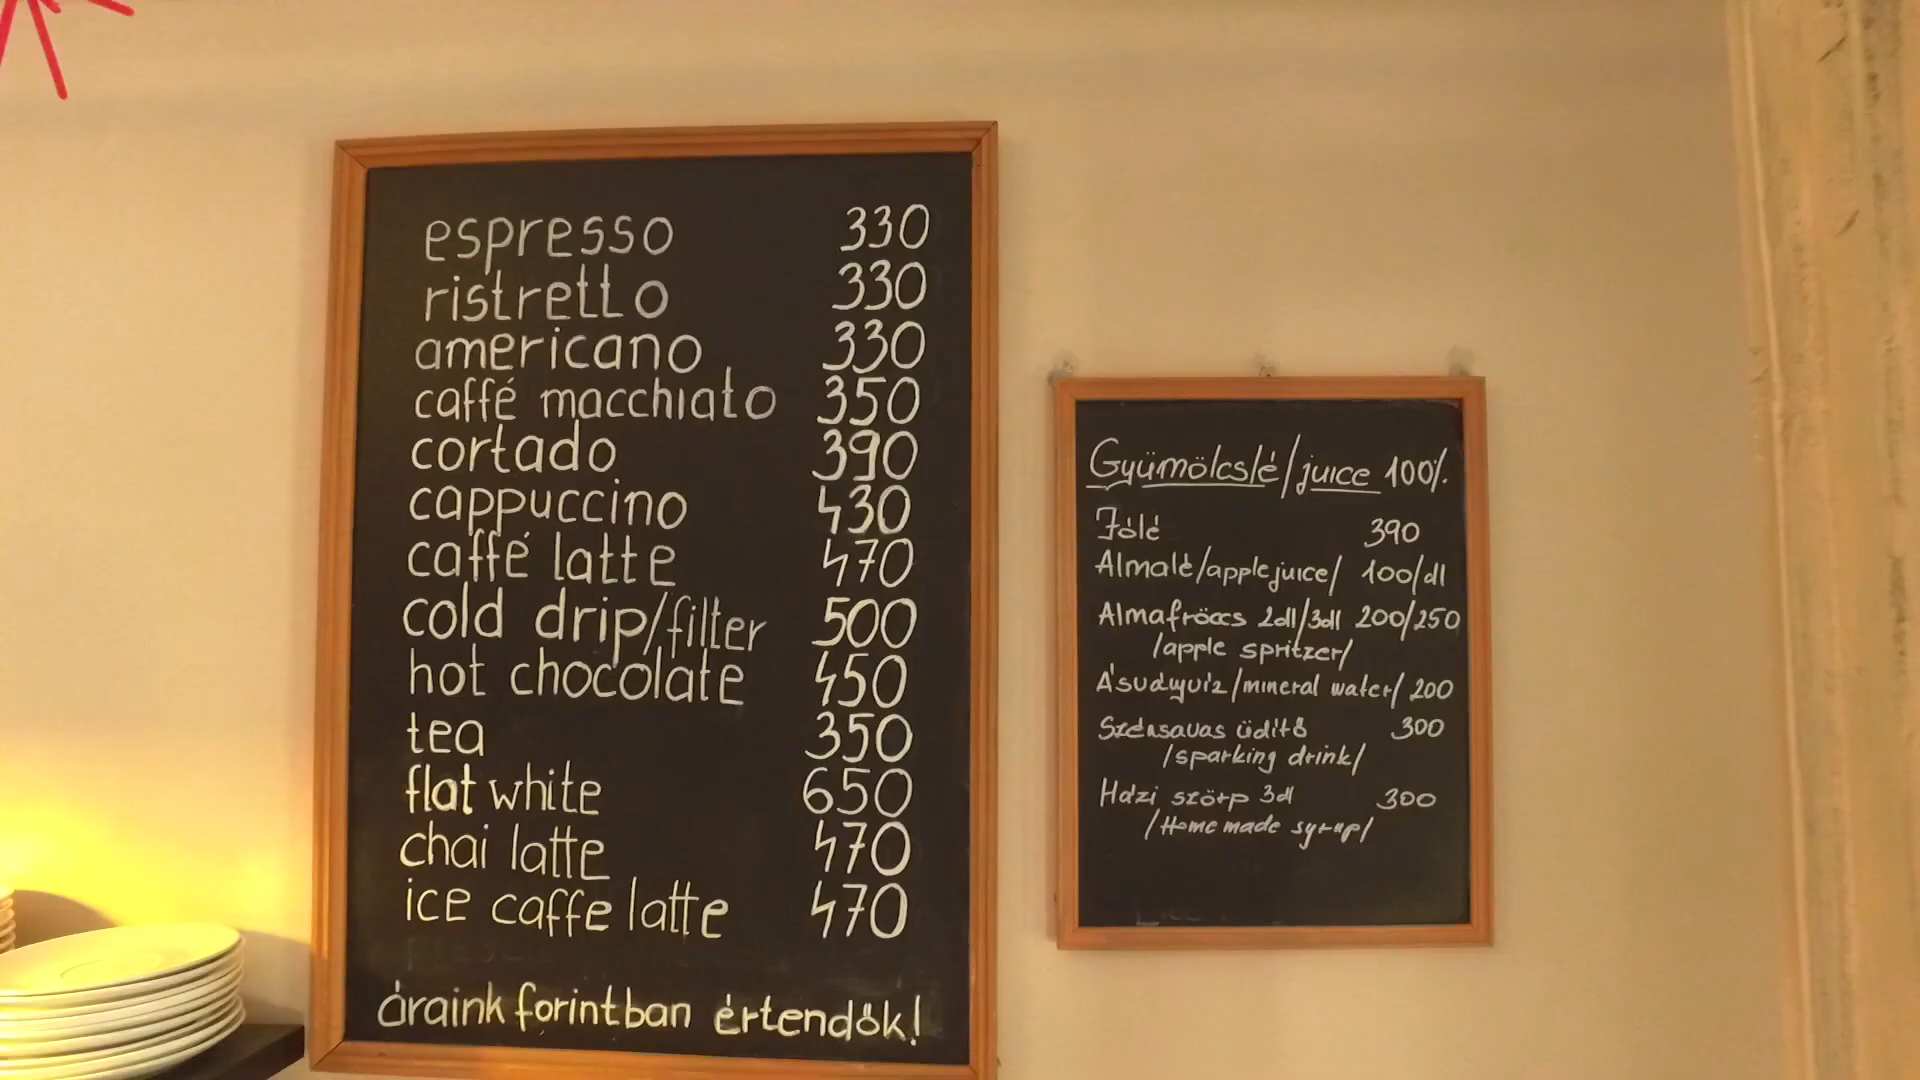 espresso 330
ristretto 330
americano 330
caffé macchiato 350
cortado 390
cappuccino 430
caffé latte 470
cold drip/filter 500
hot chocolate 450
tea 350
flat white 650
chai latte 470
ice caffe latte 470
áraink forintban értendők!
Gyümölcslé/juice 100%
Jólé 390
Almalé/apple juice/ 100/dl
Almafröccs 2dl/3dl 200/250
/apple spritzer/
Ásványvíz/mineral water/ 200
Szénsavas üdítő 300
/sparking drink/
Házi szörp 3dl 300
/Home made syrup/